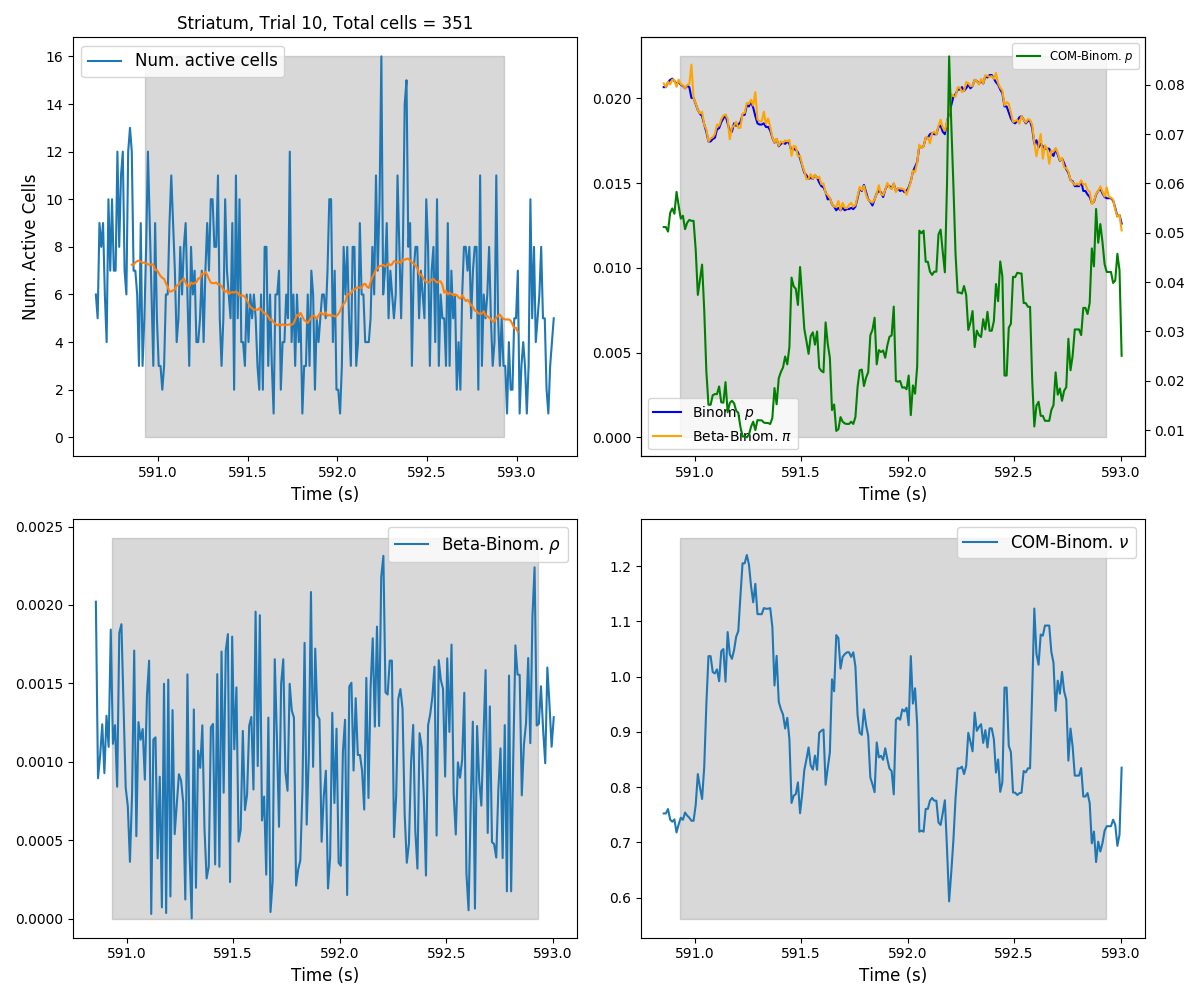 Striatum, Trial 10, Total cells = 351
Num. active cells
Num. Active Cells
16
14
12
10
8
6
4
2
0
591.0 591.5 592.0 592.5 593.0
Time (s)
COM-Binom. p
0.020
0.015
0.010
0.005
0.000
0.08
0.07
0.06
0.05
0.04
0.03
0.02
0.01
Binom. p
Beta-Binom. π
591.0 591.5 592.0 592.5 593.0
Time (s)
Beta-Binom. ρ
0.0025
0.0020
0.0015
0.0010
0.0005
0.0000
591.0 591.5 592.0 592.5 593.0
Time (s)
COM-Binom. ν
1.2
1.1
1.0
0.9
0.8
0.7
0.6
591.0 591.5 592.0 592.5 593.0
Time (s)